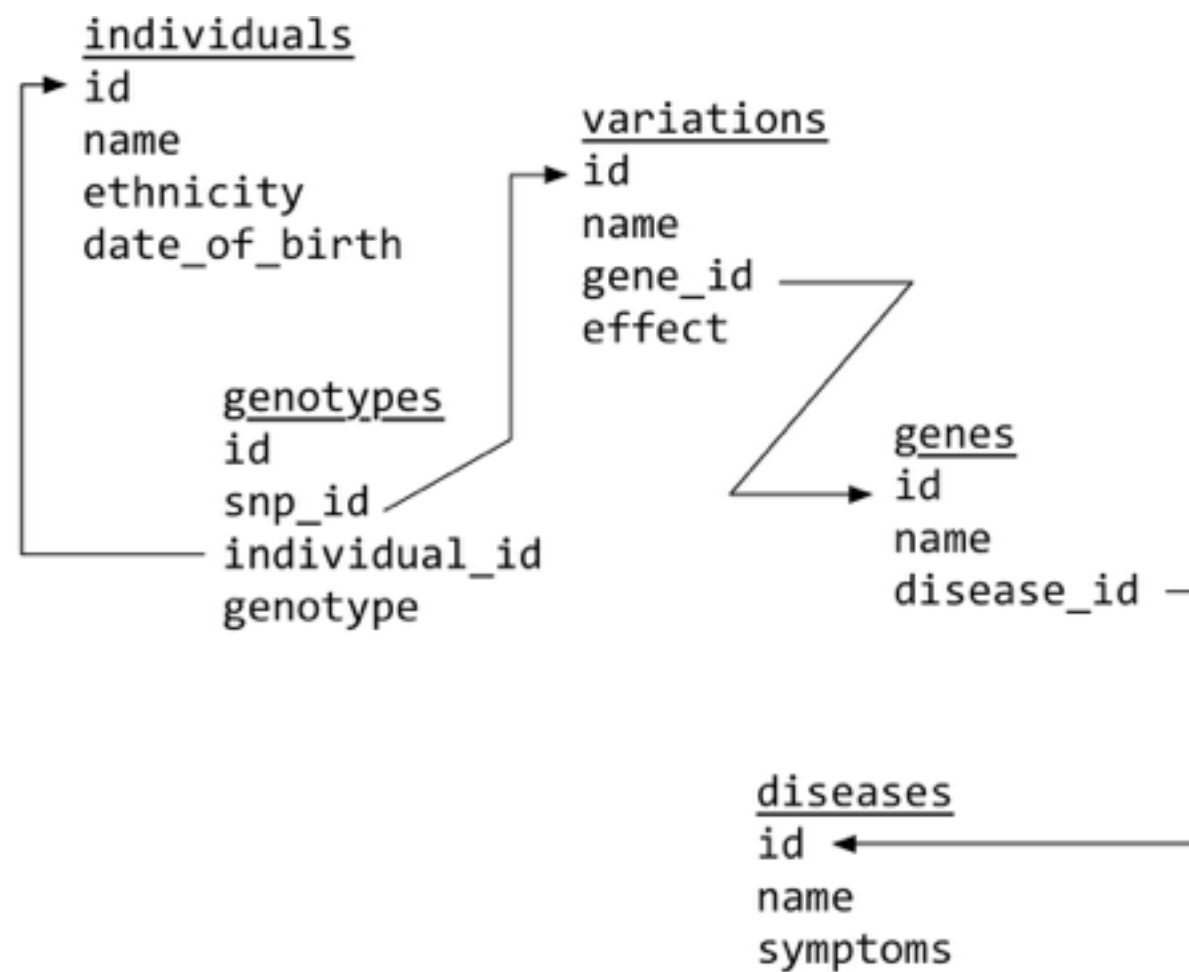 individuals
id
name
ethnicity
date_of_birth
variations
id
name
gene_id
effect
genotypes
id
snp_id
individual_id
genotype
genes
id
name
disease_id
diseases
id
name
symptoms